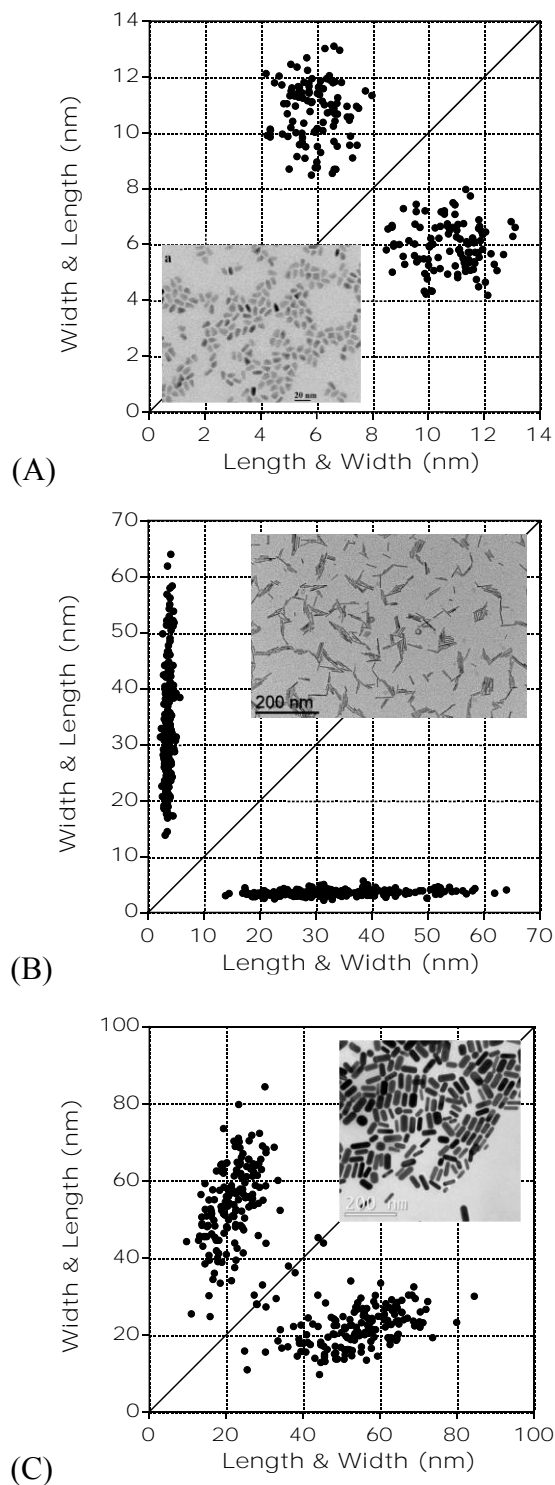 14
12
10
8
6
4
2
0
Width & Length (nm)
a
20 nm
0 2 4 6 8 10 12 14
Length & Width (nm)
(A)
70
60
50
40
30
20
10
0
Width & Length (nm)
200 nm
0 10 20 30 40 50 60 70
Length & Width (nm)
(B)
100
80
60
40
20
0
Width & Length (nm)
200 nm
0 20 40 60 80 100
Length & Width (nm)
(C)